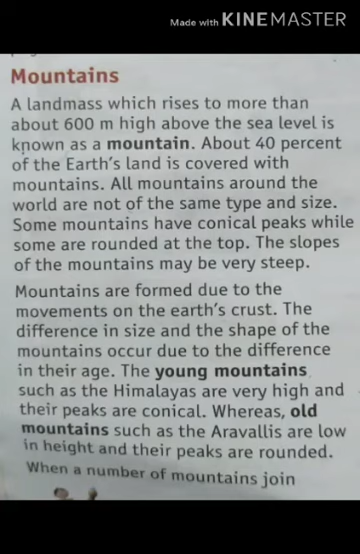 Made with KINEMASTER
Mountains
A landmass which rises to more than
about 600 m high above the sea level is
known as a mountain. About 40 percent
of the Earth's land is covered with
mountains. All mountains around the
world are not of the same type and size.
Some mountains have conical peaks while
some are rounded at the top. The slopes
of the mountains may be very steep.
Mountains are formed due to the
movements on the earth's crust. The
difference in size and the shape of the
mountains occur due to the difference
in their age. The young mountains
such as the Himalayas are very high and
their peaks are conical. Whereas, old
mountains such as the Aravallis are low
in height and their peaks are rounded.
When a number of mountains join